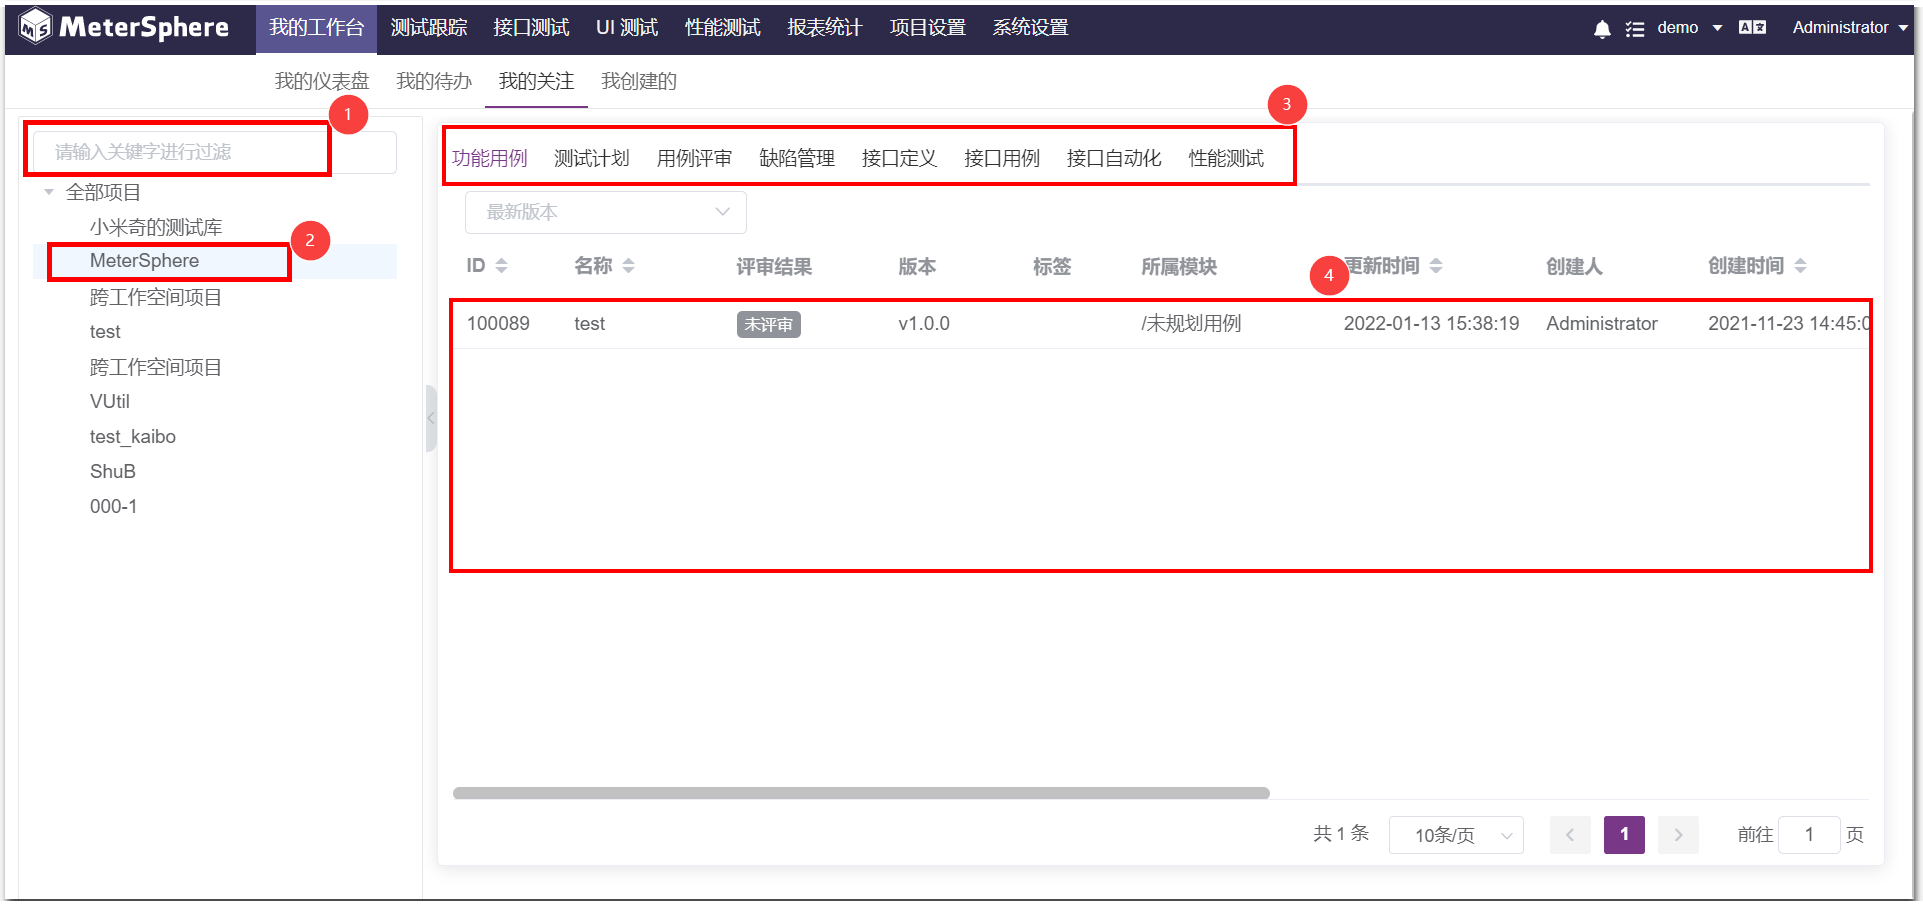 MS MeterSphere 我的工作台 测试跟踪 接口测试 UI 测试 性能测试 报表统计 项目设置 系统设置 demo Administrator
我的仪表盘 我的待办 我的关注 我创建的
1
请输入关键字进行过滤
全部项目
小米奇的测试库
2
MeterSphere
跨工作空间项目
test
跨工作空间项目
VUtil
test_kaibo
ShuB
000-1
3
功能用例 测试计划 用例评审 缺陷管理 接口定义 接口用例 接口自动化 性能测试
最新版本
ID 名称 评审结果 版本 标签 所属模块 4 更新时间 创建人 创建时间
100089 test 未评审 v1.0.0 /未规划用例 2022-01-13 15:38:19 Administrator 2021-11-23 14:45:0
共 1 条 10条/页 1 前往 1 页